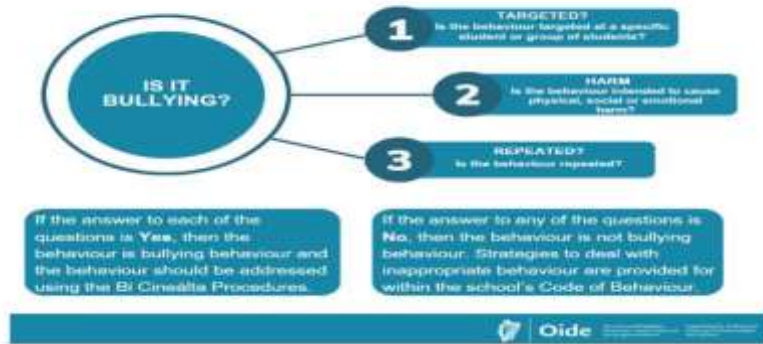 1
TARGETED?
Is the behaviour targeted at a specific
student or group of students?
IS IT
BULLYING?
2
HARM
Is the behaviour intended to cause
physical, social or emotional
harm?
3
REPEATED?
Is the behaviour repeated?
If the answer to each of the
questions is Yes, then the
behaviour is bullying behaviour and
the behaviour should be addressed
using the Bí Cineálta Procedures.
If the answer to any of the questions is
No, then the behaviour is not bullying
behaviour. Strategies to deal with
inappropriate behaviour are provided for
within the school's Code of Behaviour.
Oide